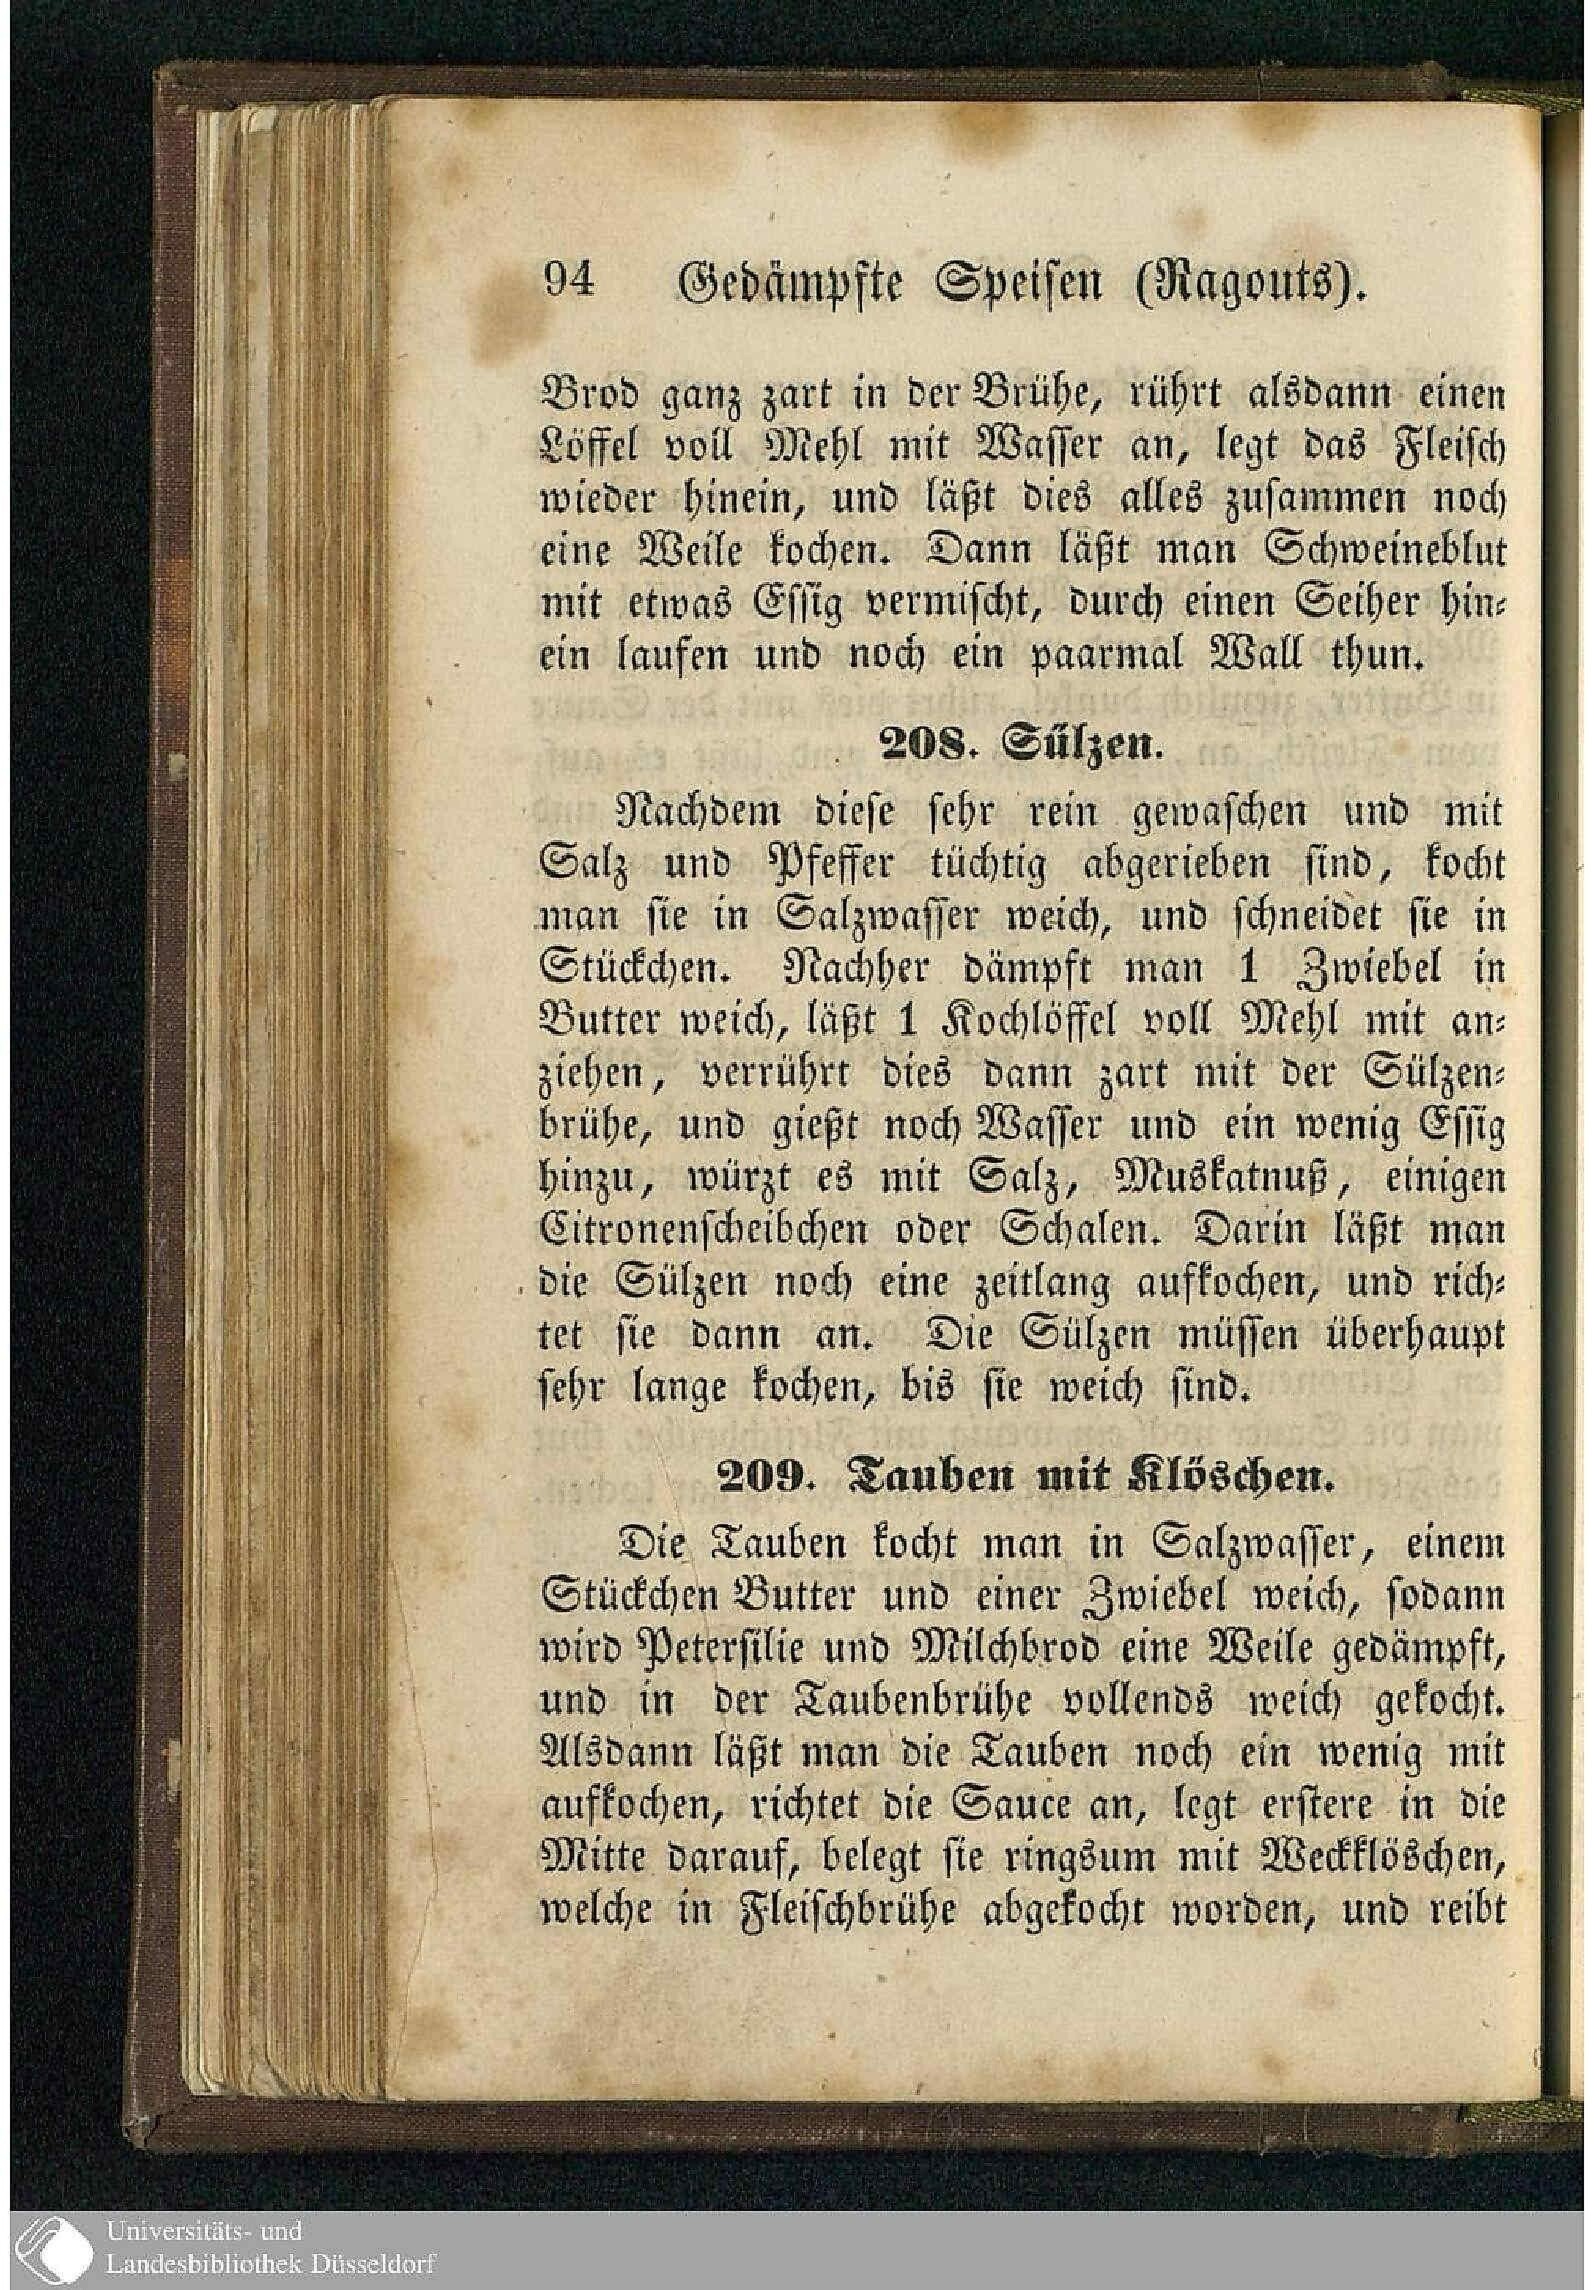 94 Gedämpfte Speisen (Ragouts).
Brod ganz zart in der Brühe, rührt alsdann einen
Löffel voll Mehl mit Wasser an, legt das Fleisch
wieder hinein, und läßt dies alles zusammen noch
eine Weile kochen. Dann läßt man Schweineblut
mit etwas Essig vermischt, durch einen Seiher hin⸗
ein laufen und noch ein paarmal Wall thun.
208. Sülzen.
Nachdem diese sehr rein gewaschen und mit
Salz und Pfeffer tüchtig abgerieben sind, kocht
man sie in Salzwasser weich, und schneidet sie in
Stückchen. Nachher dämpft man 1 Zwiebel in
Butter weich, läßt 1 Kochlöffel voll Mehl mit an⸗
ziehen, verrührt dies dann zart mit der Sülzen⸗
brühe, und gießt noch Wasser und ein wenig Essig
hinzu, würzt es mit Salz, Muskatnuß, einigen
Citronenscheibchen oder Schalen. Darin läßt man
die Sülzen noch eine zeitlang aufkochen, und rich⸗
tet sie dann an. Die Sülzen müssen überhaupt
sehr lange kochen, bis sie weich sind.
209. Tauben mit Klöschen.
Die Tauben kocht man in Salzwasser, einem
Stückchen Butter und einer Zwiebel weich, sodann
wird Petersilie und Milchbrod eine Weile gedämpft,
und in der Taubenbrühe vollends weich gekocht.
Alsdann läßt man die Tauben noch ein wenig mit
aufkochen, richtet die Sauce an, legt erstere in die
Mitte darauf, belegt sie ringsum mit Weckklöschen,
welche in Fleischbrühe abgekocht worden, und reibt
Universitäts- und
Landesbibliothek Düsseldorf